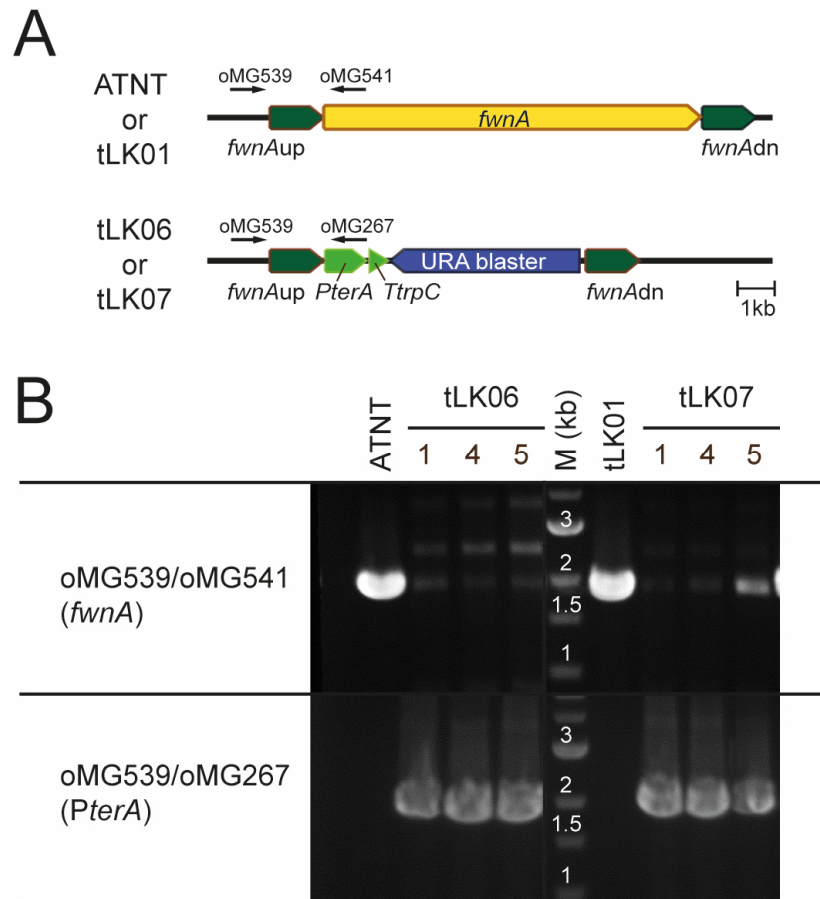 A
ATNT
or
tLK01
oMG539 oMG541
fwnA
fwnAup fwnAdn
tLK06
or
tLK07
oMG539 oMG267
URA blaster
fwnAup PterA TtrpC fwnAdn
1kb
B
ATNT tLK06 M (kb) tLK01 tLK07
1 4 5 1 4 5
oMG539/oMG541
(fwnA)
3
2
1.5
1
oMG539/oMG267
(PterA)
3
2
1.5
1